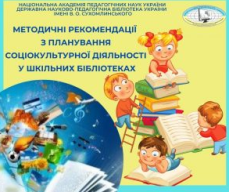 НАЦІОНАЛЬНА АКАДЕМІЯ ПЕДАГОГІЧНИХ НАУК УКРАЇНИ
ДЕРЖАВНА НАУКОВО-ПЕДАГОГІЧНА БІБЛІОТЕКА УКРАЇНИ
ІМЕНІ В. О. СУХОМЛИНСЬКОГО
МЕТОДИЧНІ РЕКОМЕНДАЦІЇ
З ПЛАНУВАННЯ
СОЦІОКУЛЬТУРНОЇ ДІЯЛЬНОСТІ
У ШКІЛЬНИХ БІБЛІОТЕКАХ